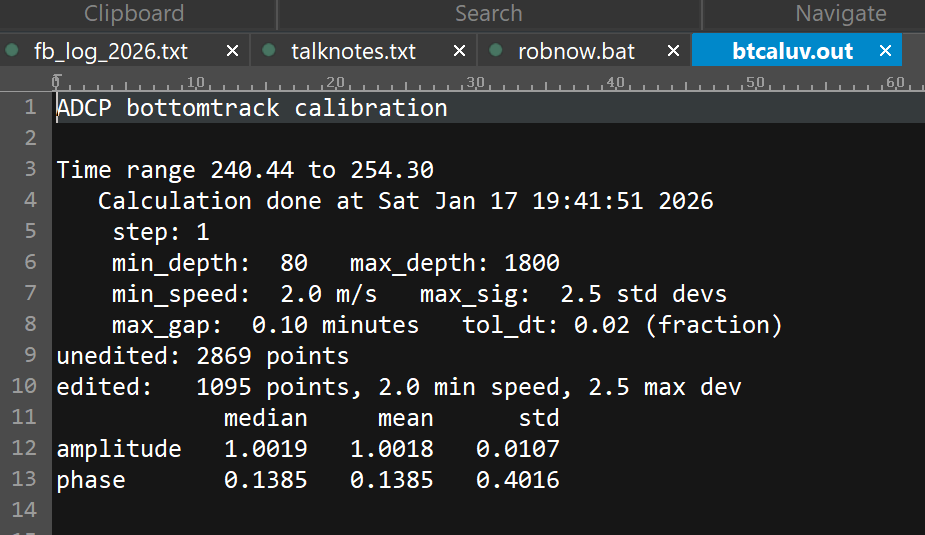 Clipboard Search Navigate
fb_log_2026.txt × talknotes.txt × robnow.bat × btcaluv.out ×
0 10 20 30 40 50 60
1 ADCP bottomtrack calibration
2
3 Time range 240.44 to 254.30
4 Calculation done at Sat Jan 17 19:41:51 2026
5 step: 1
6 min_depth: 80 max_depth: 1800
7 min_speed: 2.0 m/s max_sig: 2.5 std devs
8 max_gap: 0.10 minutes tol_dt: 0.02 (fraction)
9 unedited: 2869 points
10 edited: 1095 points, 2.0 min speed, 2.5 max dev
11 median mean std
12 amplitude 1.0019 1.0018 0.0107
13 phase 0.1385 0.1385 0.4016
14